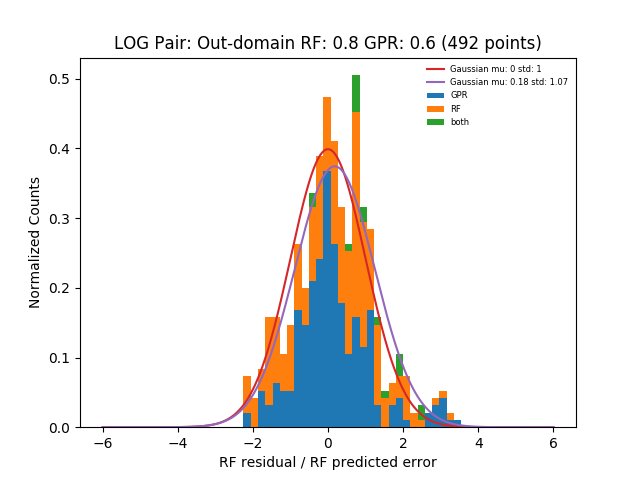 LOG Pair: Out-domain RF: 0.8 GPR: 0.6 (492 points)
Gaussian mu: 0 std: 1
Gaussian mu: 0.18 std: 1.07
GPR
RF
both
Normalized Counts
0.5
0.4
0.3
0.2
0.1
0.0
−6 −4 −2 0 2 4 6
RF residual / RF predicted error